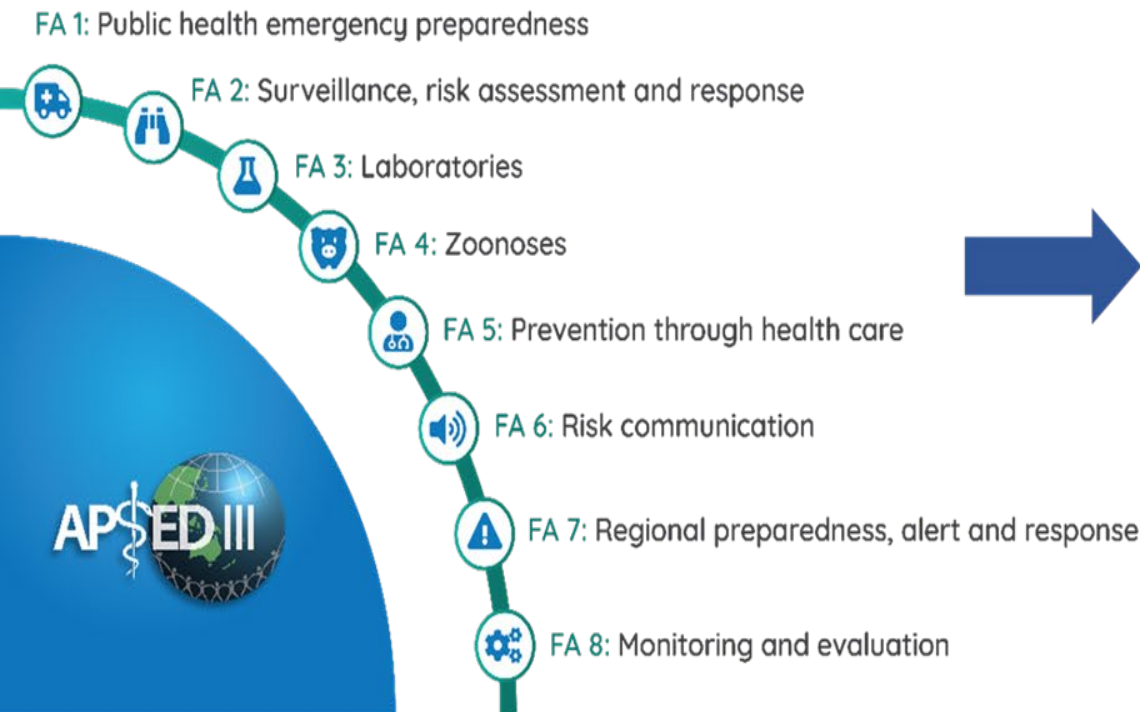 FA 1: Public health emergency preparedness
FA 2: Surveillance, risk assessment and response
FA 3: Laboratories
FA 4: Zoonoses
FA 5: Prevention through health care
FA 6: Risk communication
APSED III
FA 7: Regional preparedness, alert and response
FA 8: Monitoring and evaluation